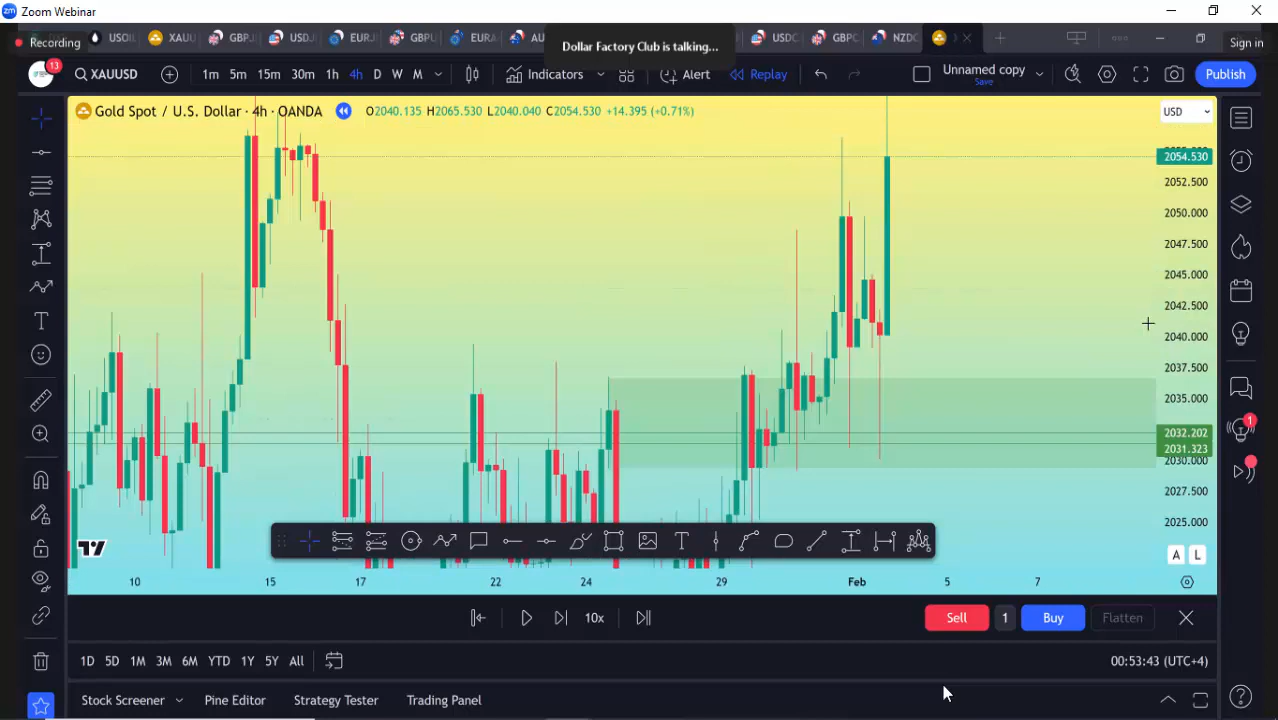 Zoom Webinar
Recording
USOIL
XAU
GBPJ
USDJ
EURJ
GBPU
EURA
AU
Dollar Factory Club is talking...
USDC
GBPC
NZDC
Sign in
13
XAUUSD
1m 5m 15m 30m 1h 4h D W M
Indicators
Alert
Replay
Unnamed copy
Save
Publish
Gold Spot / U.S. Dollar · 4h · OANDA
O2040.135 H2065.530 L2040.040 C2054.530 +14.395 (+0.71%)
USD
2054.530
2052.500
2050.000
2047.500
2045.000
2042.500
2040.000
2037.500
2035.000
2032.202
2031.323
2030.000
2027.500
2025.000
1
A L
10 15 17 22 24 29 Feb 5 7
10x
Sell
1
Buy
Flatten
1D 5D 1M 3M 6M YTD 1Y 5Y All
00:53:43 (UTC+4)
Stock Screener
Pine Editor
Strategy Tester
Trading Panel